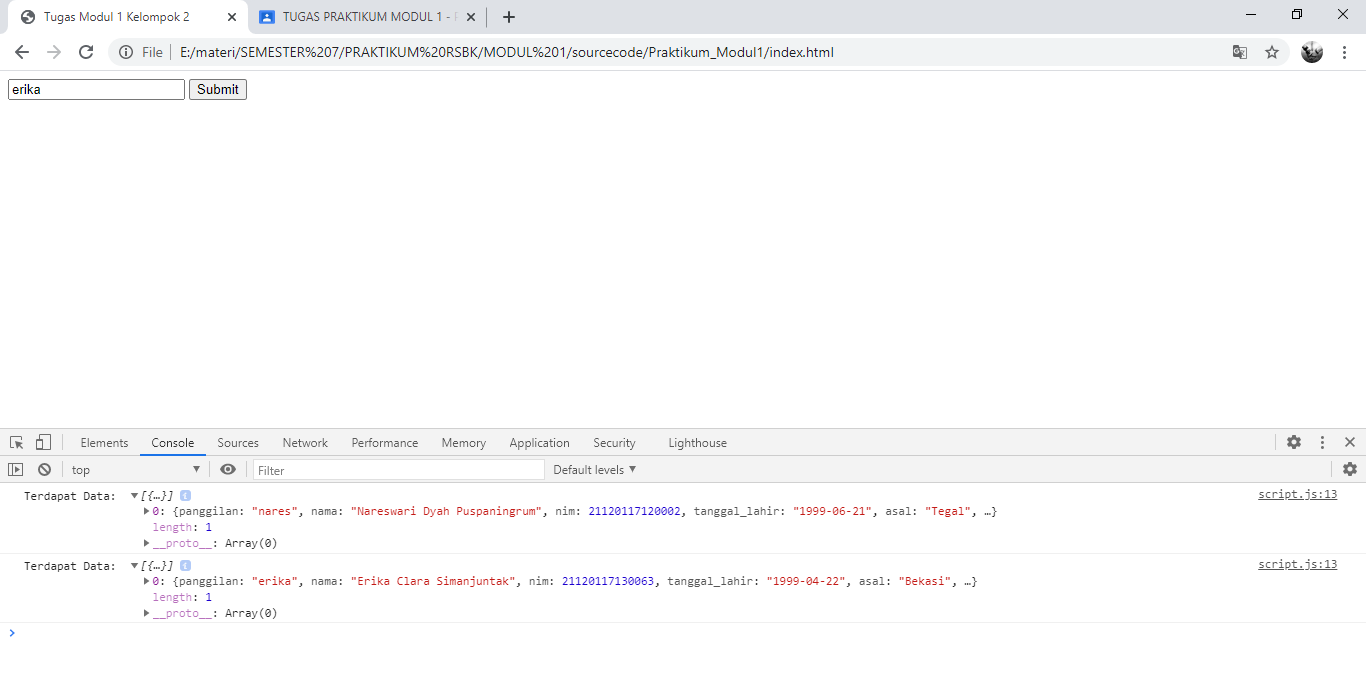 Tugas Modul 1 Kelompok 2
TUGAS PRAKTIKUM MODUL 1 -
File
E:/materi/SEMESTER%207/PRAKTIKUM%20RSBK/MODUL%201/sourcecode/Praktikum_Modul1/index.html
erika Submit
Elements Console Sources Network Performance Memory Application Security Lighthouse
top Filter Default levels
Terdapat Data: [{…}] script.js:13
0: {panggilan: "nares", nama: "Nareswari Dyah Puspaningrum", nim: 21120117120002, tanggal_lahir: "1999-06-21", asal: "Tegal", …}
length: 1
__proto__: Array(0)
Terdapat Data: [{…}] script.js:13
0: {panggilan: "erika", nama: "Erika Clara Simanjuntak", nim: 21120117130063, tanggal_lahir: "1999-04-22", asal: "Bekasi", …}
length: 1
__proto__: Array(0)